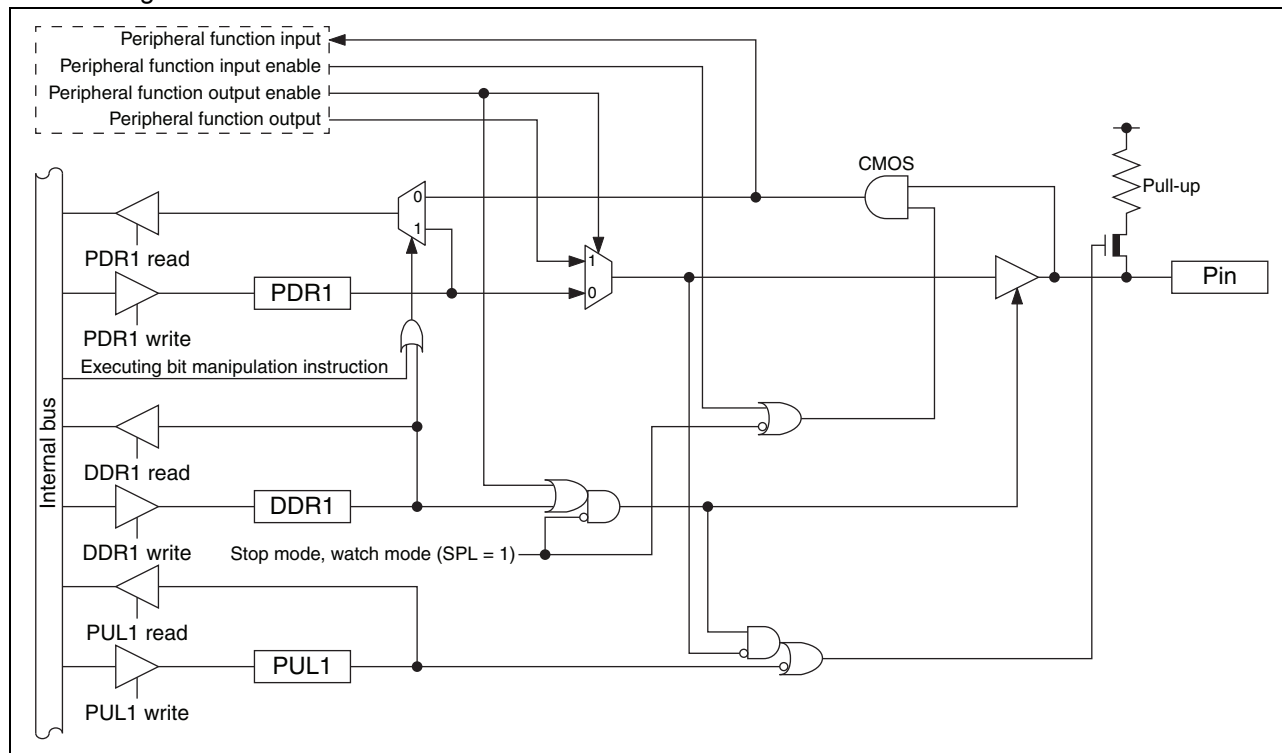 Peripheral function input
Peripheral function input enable
Peripheral function output enable
Peripheral function output
CMOS
Pull-up
0
1
PDR1 read
1
PDR1
0
Pin
PDR1 write
Executing bit manipulation instruction
Internal bus
DDR1 read
DDR1
DDR1 write
Stop mode, watch mode (SPL = 1)
PUL1 read
PUL1
PUL1 write